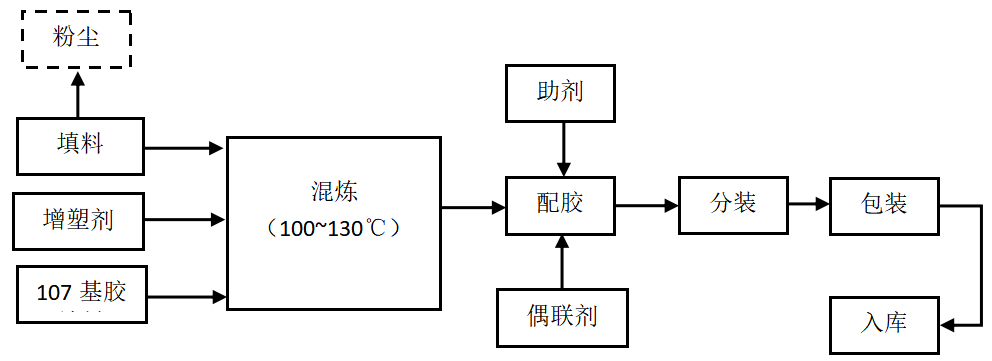 粉尘
填料
增塑剂
107 基胶
混炼
（100~130℃）
助剂
配胶
偶联剂
分装
包装
入库